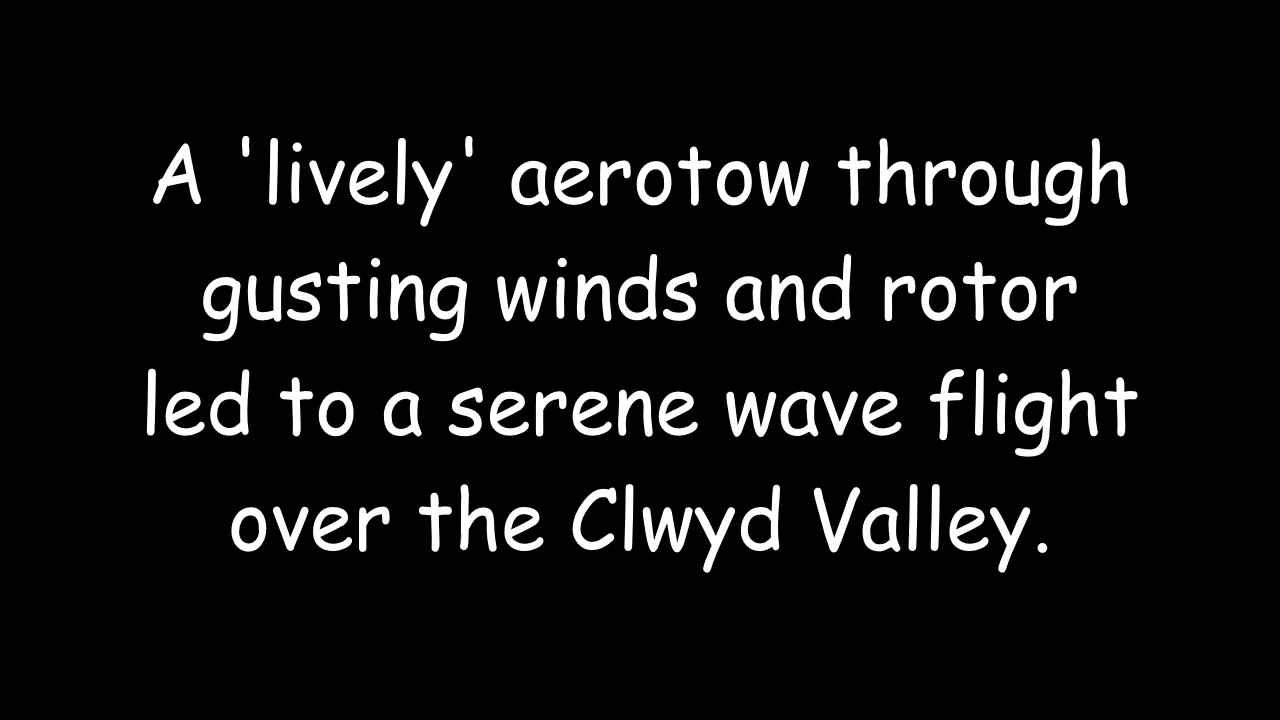 A 'lively' aerotow through
gusting winds and rotor
led to a serene wave flight
over the Clwyd Valley.